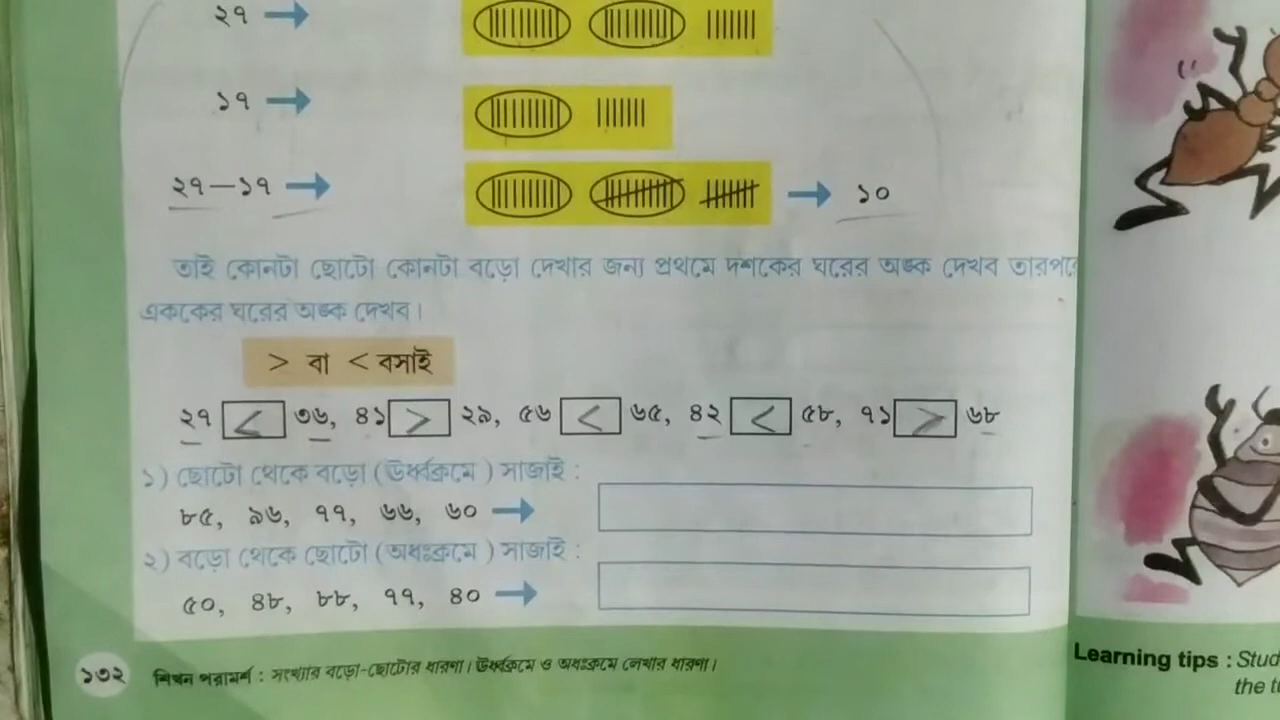 ২৭ →
১৭ →
২৭—১৭ → → ১০
তাই কোনটা ছোটো কোনটা বড়ো দেখার জন্য প্রথমে দশকের ঘরের অঙ্ক দেখব তারপরে
এককের ঘরের অঙ্ক দেখব।
> বা < বসাই
২৭ < ৩৬, ৪১ > ২৯, ৫৬ < ৬৫, ৪২ < ৫৮, ৭১ > ৬৮
১) ছোটো থেকে বড়ো (ঊর্ধ্বক্রমে ) সাজাই :
৮৫, ৯৬, ৭৭, ৬৬, ৬০ →
২) বড়ো থেকে ছোটো (অধঃক্রমে ) সাজাই :
৫০, ৪৮, ৮৮, ৭৭, ৪০ →
১৩২ শিখন পরামর্শ : সংখ্যার বড়ো-ছোটোর ধারণা। ঊর্ধ্বক্রমে ও অধঃক্রমে লেখার ধারণা।
Learning tips : Stud
the t